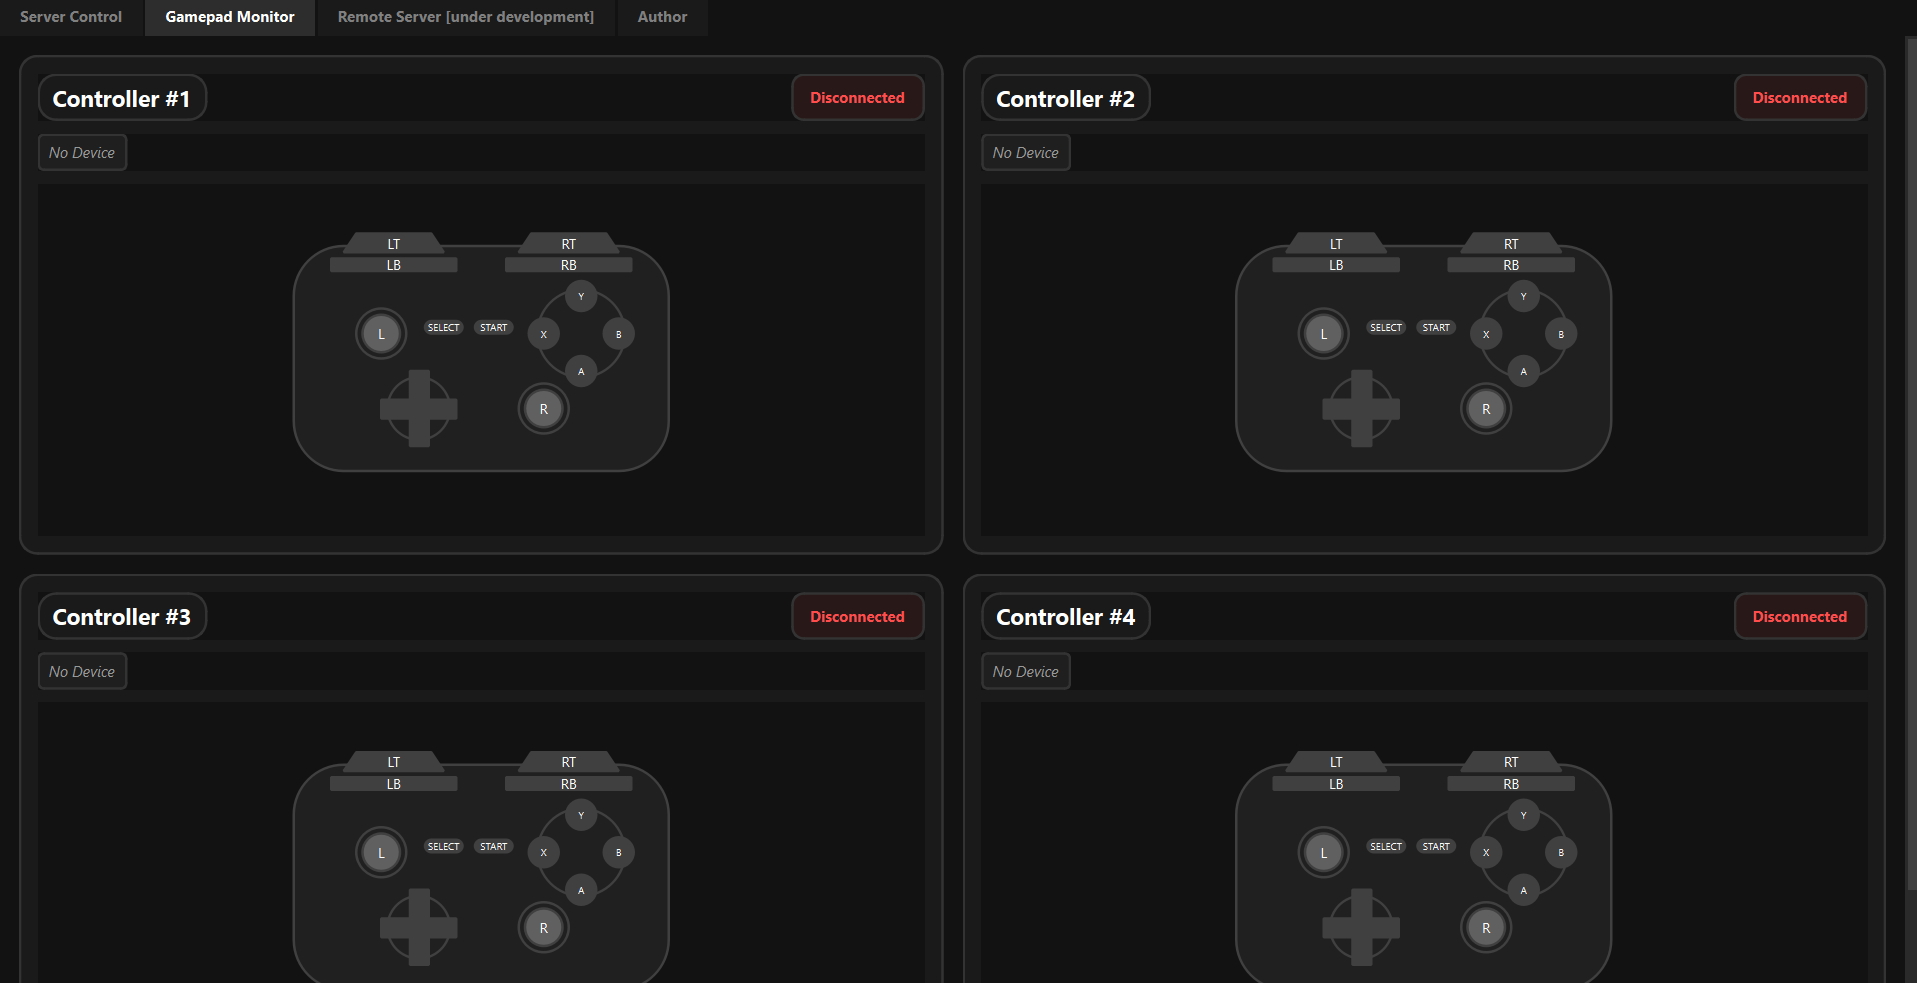 Server Control
Gamepad Monitor
Remote Server [under development]
Author
Controller #1
Disconnected
No Device
LT
RT
LB
RB
Y
L
SELECT
START
X
B
A
R
Controller #2
Disconnected
No Device
LT
RT
LB
RB
Y
L
SELECT
START
X
B
A
R
Controller #3
Disconnected
No Device
LT
RT
LB
RB
Y
L
SELECT
START
X
B
A
R
Controller #4
Disconnected
No Device
LT
RT
LB
RB
Y
L
SELECT
START
X
B
A
R